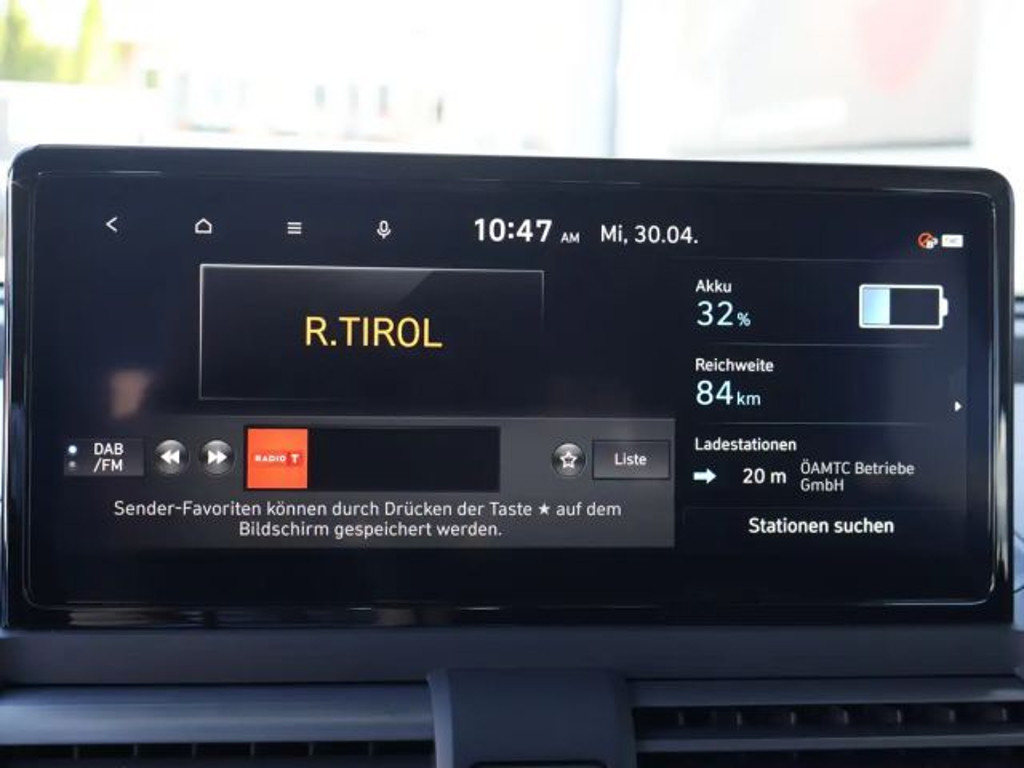 10:47 AM Mi, 30.04.
R.TIROL
DAB
/FM
RADIO T
Liste
Sender-Favoriten können durch Drücken der Taste ★ auf dem
Bildschirm gespeichert werden.
Akku
32%
Reichweite
84km
Ladestationen
20 m ÖAMTC Betriebe
GmbH
Stationen suchen